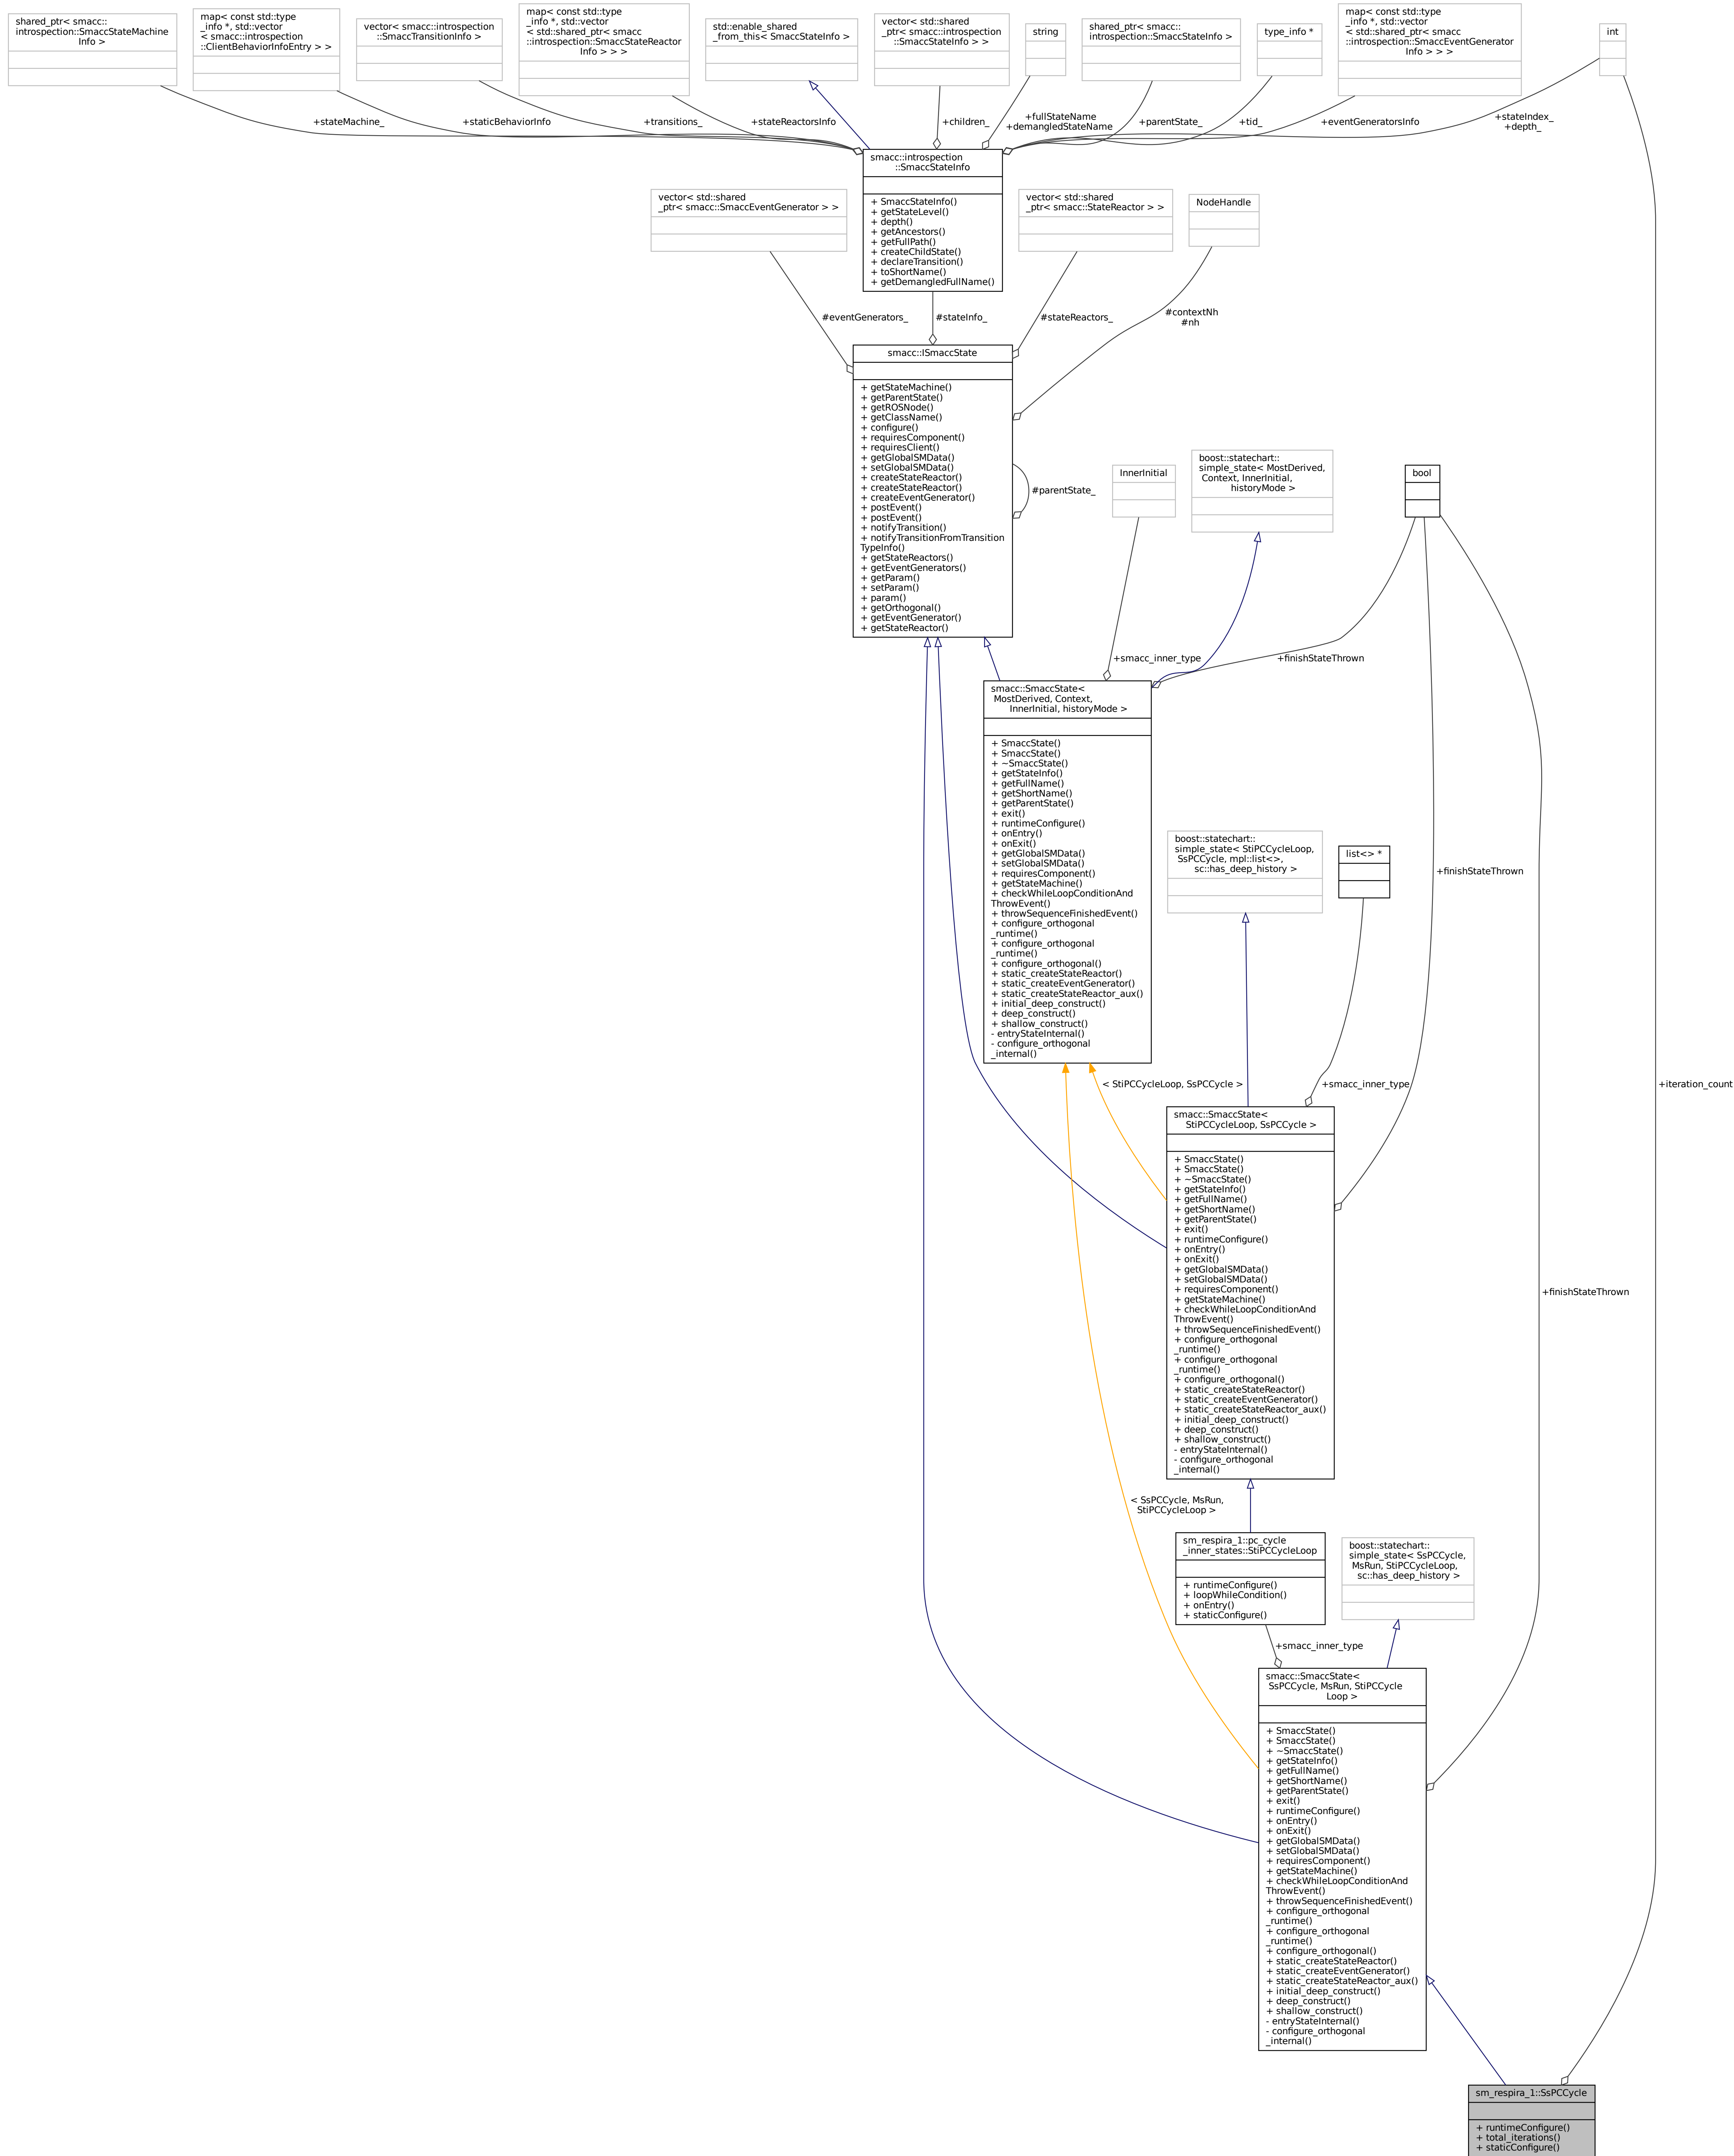 shared_ptr< smacc::
introspection::SmaccStateMachine
Info >
map< const std::type
_info *, std::vector
< smacc::introspection
::ClientBehaviorInfoEntry > >
vector< smacc::introspection
::SmaccTransitionInfo >
map< const std::type
_info *, std::vector
< std::shared_ptr< smacc
::introspection::SmaccStateReactor
Info > > >
std::enable_shared
_from_this< SmaccStateInfo >
vector< std::shared
_ptr< smacc::introspection
::SmaccStateInfo > >
string
shared_ptr< smacc::
introspection::SmaccStateInfo >
type_info *
map< const std::type
_info *, std::vector
< std::shared_ptr< smacc
::introspection::SmaccEventGenerator
Info > > >
int
+stateMachine_
+staticBehaviorInfo
+transitions_
+stateReactorsInfo
+children_
+fullStateName
+demangledStateName
+parentState_
+tid_
+eventGeneratorsInfo
+stateIndex_
+depth_
smacc::introspection
::SmaccStateInfo
+ SmaccStateInfo()
+ getStateLevel()
+ depth()
+ getAncestors()
+ getFullPath()
+ createChildState()
+ declareTransition()
+ toShortName()
+ getDemangledFullName()
vector< std::shared
_ptr< smacc::SmaccEventGenerator > >
vector< std::shared
_ptr< smacc::StateReactor > >
NodeHandle
#eventGenerators_
#stateInfo_
#stateReactors_
#contextNh
#nh
smacc::ISmaccState
+ getStateMachine()
+ getParentState()
+ getROSNode()
+ getClassName()
+ configure()
+ requiresComponent()
+ requiresClient()
+ getGlobalSMData()
+ setGlobalSMData()
+ createStateReactor()
+ createStateReactor()
+ createEventGenerator()
+ postEvent()
+ postEvent()
+ notifyTransition()
+ notifyTransitionFromTransition
TypeInfo()
+ getStateReactors()
+ getEventGenerators()
+ getParam()
+ setParam()
+ param()
+ getOrthogonal()
+ getEventGenerator()
+ getStateReactor()
#parentState_
InnerInitial
boost::statechart::
simple_state< MostDerived,
Context, InnerInitial,
historyMode >
bool
+smacc_inner_type
+finishStateThrown
smacc::SmaccState<
MostDerived, Context,
InnerInitial, historyMode >
+ SmaccState()
+ SmaccState()
+ ~SmaccState()
+ getStateInfo()
+ getFullName()
+ getShortName()
+ getParentState()
+ exit()
+ runtimeConfigure()
+ onEntry()
+ onExit()
+ getGlobalSMData()
+ setGlobalSMData()
+ requiresComponent()
+ getStateMachine()
+ checkWhileLoopConditionAnd
ThrowEvent()
+ throwSequenceFinishedEvent()
+ configure_orthogonal
_runtime()
+ configure_orthogonal
_runtime()
+ configure_orthogonal()
+ static_createStateReactor()
+ static_createEventGenerator()
+ static_createStateReactor_aux()
+ initial_deep_construct()
+ deep_construct()
+ shallow_construct()
- entryStateInternal()
- configure_orthogonal
_internal()
boost::statechart::
simple_state< StiPCCycleLoop,
SsPCCycle, mpl::list<>,
sc::has_deep_history >
list<> *
+finishStateThrown
< StiPCCycleLoop, SsPCCycle >
+smacc_inner_type
+iteration_count
smacc::SmaccState<
StiPCCycleLoop, SsPCCycle >
+ SmaccState()
+ SmaccState()
+ ~SmaccState()
+ getStateInfo()
+ getFullName()
+ getShortName()
+ getParentState()
+ exit()
+ runtimeConfigure()
+ onEntry()
+ onExit()
+ getGlobalSMData()
+ setGlobalSMData()
+ requiresComponent()
+ getStateMachine()
+ checkWhileLoopConditionAnd
ThrowEvent()
+ throwSequenceFinishedEvent()
+ configure_orthogonal
_runtime()
+ configure_orthogonal
_runtime()
+ configure_orthogonal()
+ static_createStateReactor()
+ static_createEventGenerator()
+ static_createStateReactor_aux()
+ initial_deep_construct()
+ deep_construct()
+ shallow_construct()
- entryStateInternal()
- configure_orthogonal
_internal()
+finishStateThrown
< SsPCCycle, MsRun,
StiPCCycleLoop >
sm_respira_1::pc_cycle
_inner_states::StiPCCycleLoop
+ runtimeConfigure()
+ loopWhileCondition()
+ onEntry()
+ staticConfigure()
boost::statechart::
simple_state< SsPCCycle,
MsRun, StiPCCycleLoop,
sc::has_deep_history >
+smacc_inner_type
smacc::SmaccState<
SsPCCycle, MsRun, StiPCCycle
Loop >
+ SmaccState()
+ SmaccState()
+ ~SmaccState()
+ getStateInfo()
+ getFullName()
+ getShortName()
+ getParentState()
+ exit()
+ runtimeConfigure()
+ onEntry()
+ onExit()
+ getGlobalSMData()
+ setGlobalSMData()
+ requiresComponent()
+ getStateMachine()
+ checkWhileLoopConditionAnd
ThrowEvent()
+ throwSequenceFinishedEvent()
+ configure_orthogonal
_runtime()
+ configure_orthogonal
_runtime()
+ configure_orthogonal()
+ static_createStateReactor()
+ static_createEventGenerator()
+ static_createStateReactor_aux()
+ initial_deep_construct()
+ deep_construct()
+ shallow_construct()
- entryStateInternal()
- configure_orthogonal
_internal()
sm_respira_1::SsPCCycle
+ runtimeConfigure()
+ total_iterations()
+ staticConfigure()